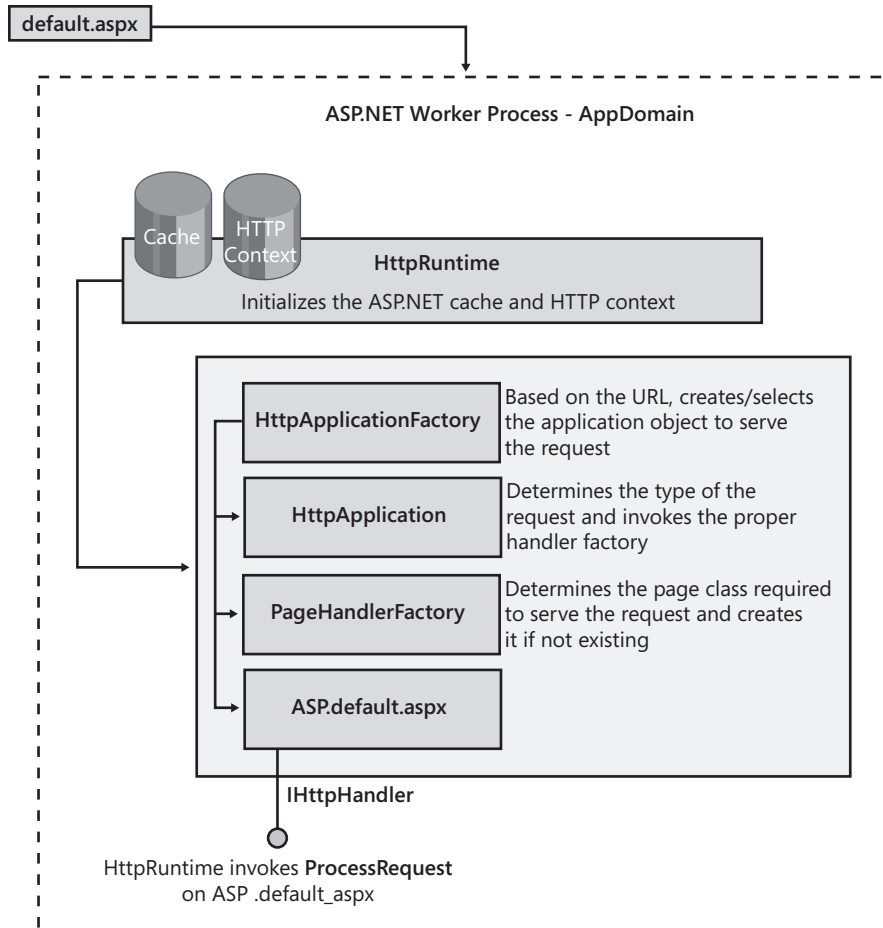 default.aspx
ASP.NET Worker Process - AppDomain
Cache
HTTP
Context
HttpRuntime
Initializes the ASP.NET cache and HTTP context
HttpApplicationFactory
Based on the URL, creates/selects
the application object to serve
the request
HttpApplication
Determines the type of the
request and invokes the proper
handler factory
PageHandlerFactory
Determines the page class required
to serve the request and creates
it if not existing
ASP.default.aspx
IHttpHandler
HttpRuntime invokes ProcessRequest
on ASP .default_aspx